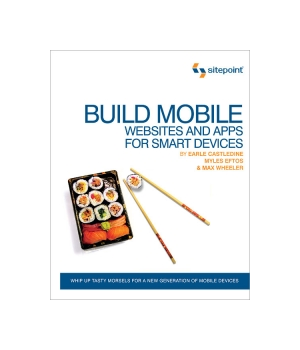 sitepoint
BUILD MOBILE
WEBSITES AND APPS
FOR SMART DEVICES
BY EARLE CASTLEDINE
MYLES EFTOS
& MAX WHEELER
WHIP UP TASTY MORSELS FOR A NEW GENERATION OF MOBILE DEVICES